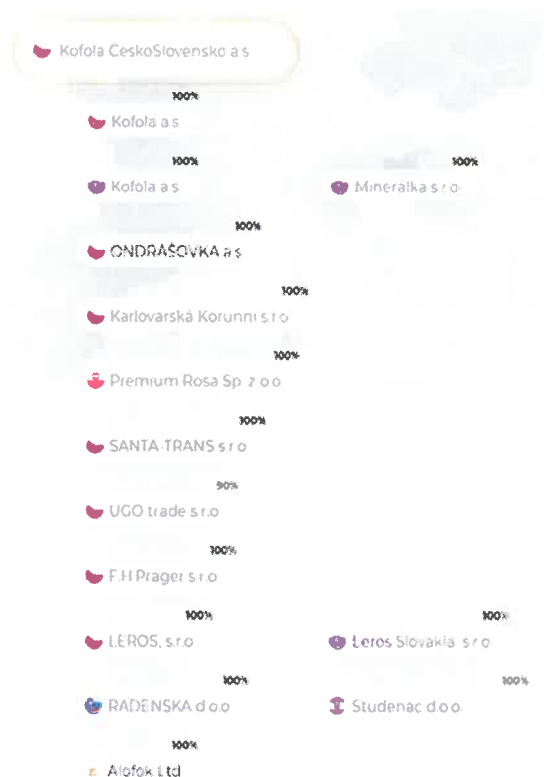 Kofola ČeskoSlovensko a s
100%
Kofola a s
100% 100%
Kofola a s Mineralka s r o
100%
ONDRAŠOVKA a s
100%
Karlovarská Korunní s r o
100%
Premium Rosa Sp z o o
100%
SANTA-TRANS s r o
90%
UGO trade s.r.o
100%
F.H Prager s.r.o
100% 100%
LEROS, s.r.o Leros Slovakia s r o
100% 100%
RADENSKA d o.o Studenac d.o.o.
100%
Alofok Ltd